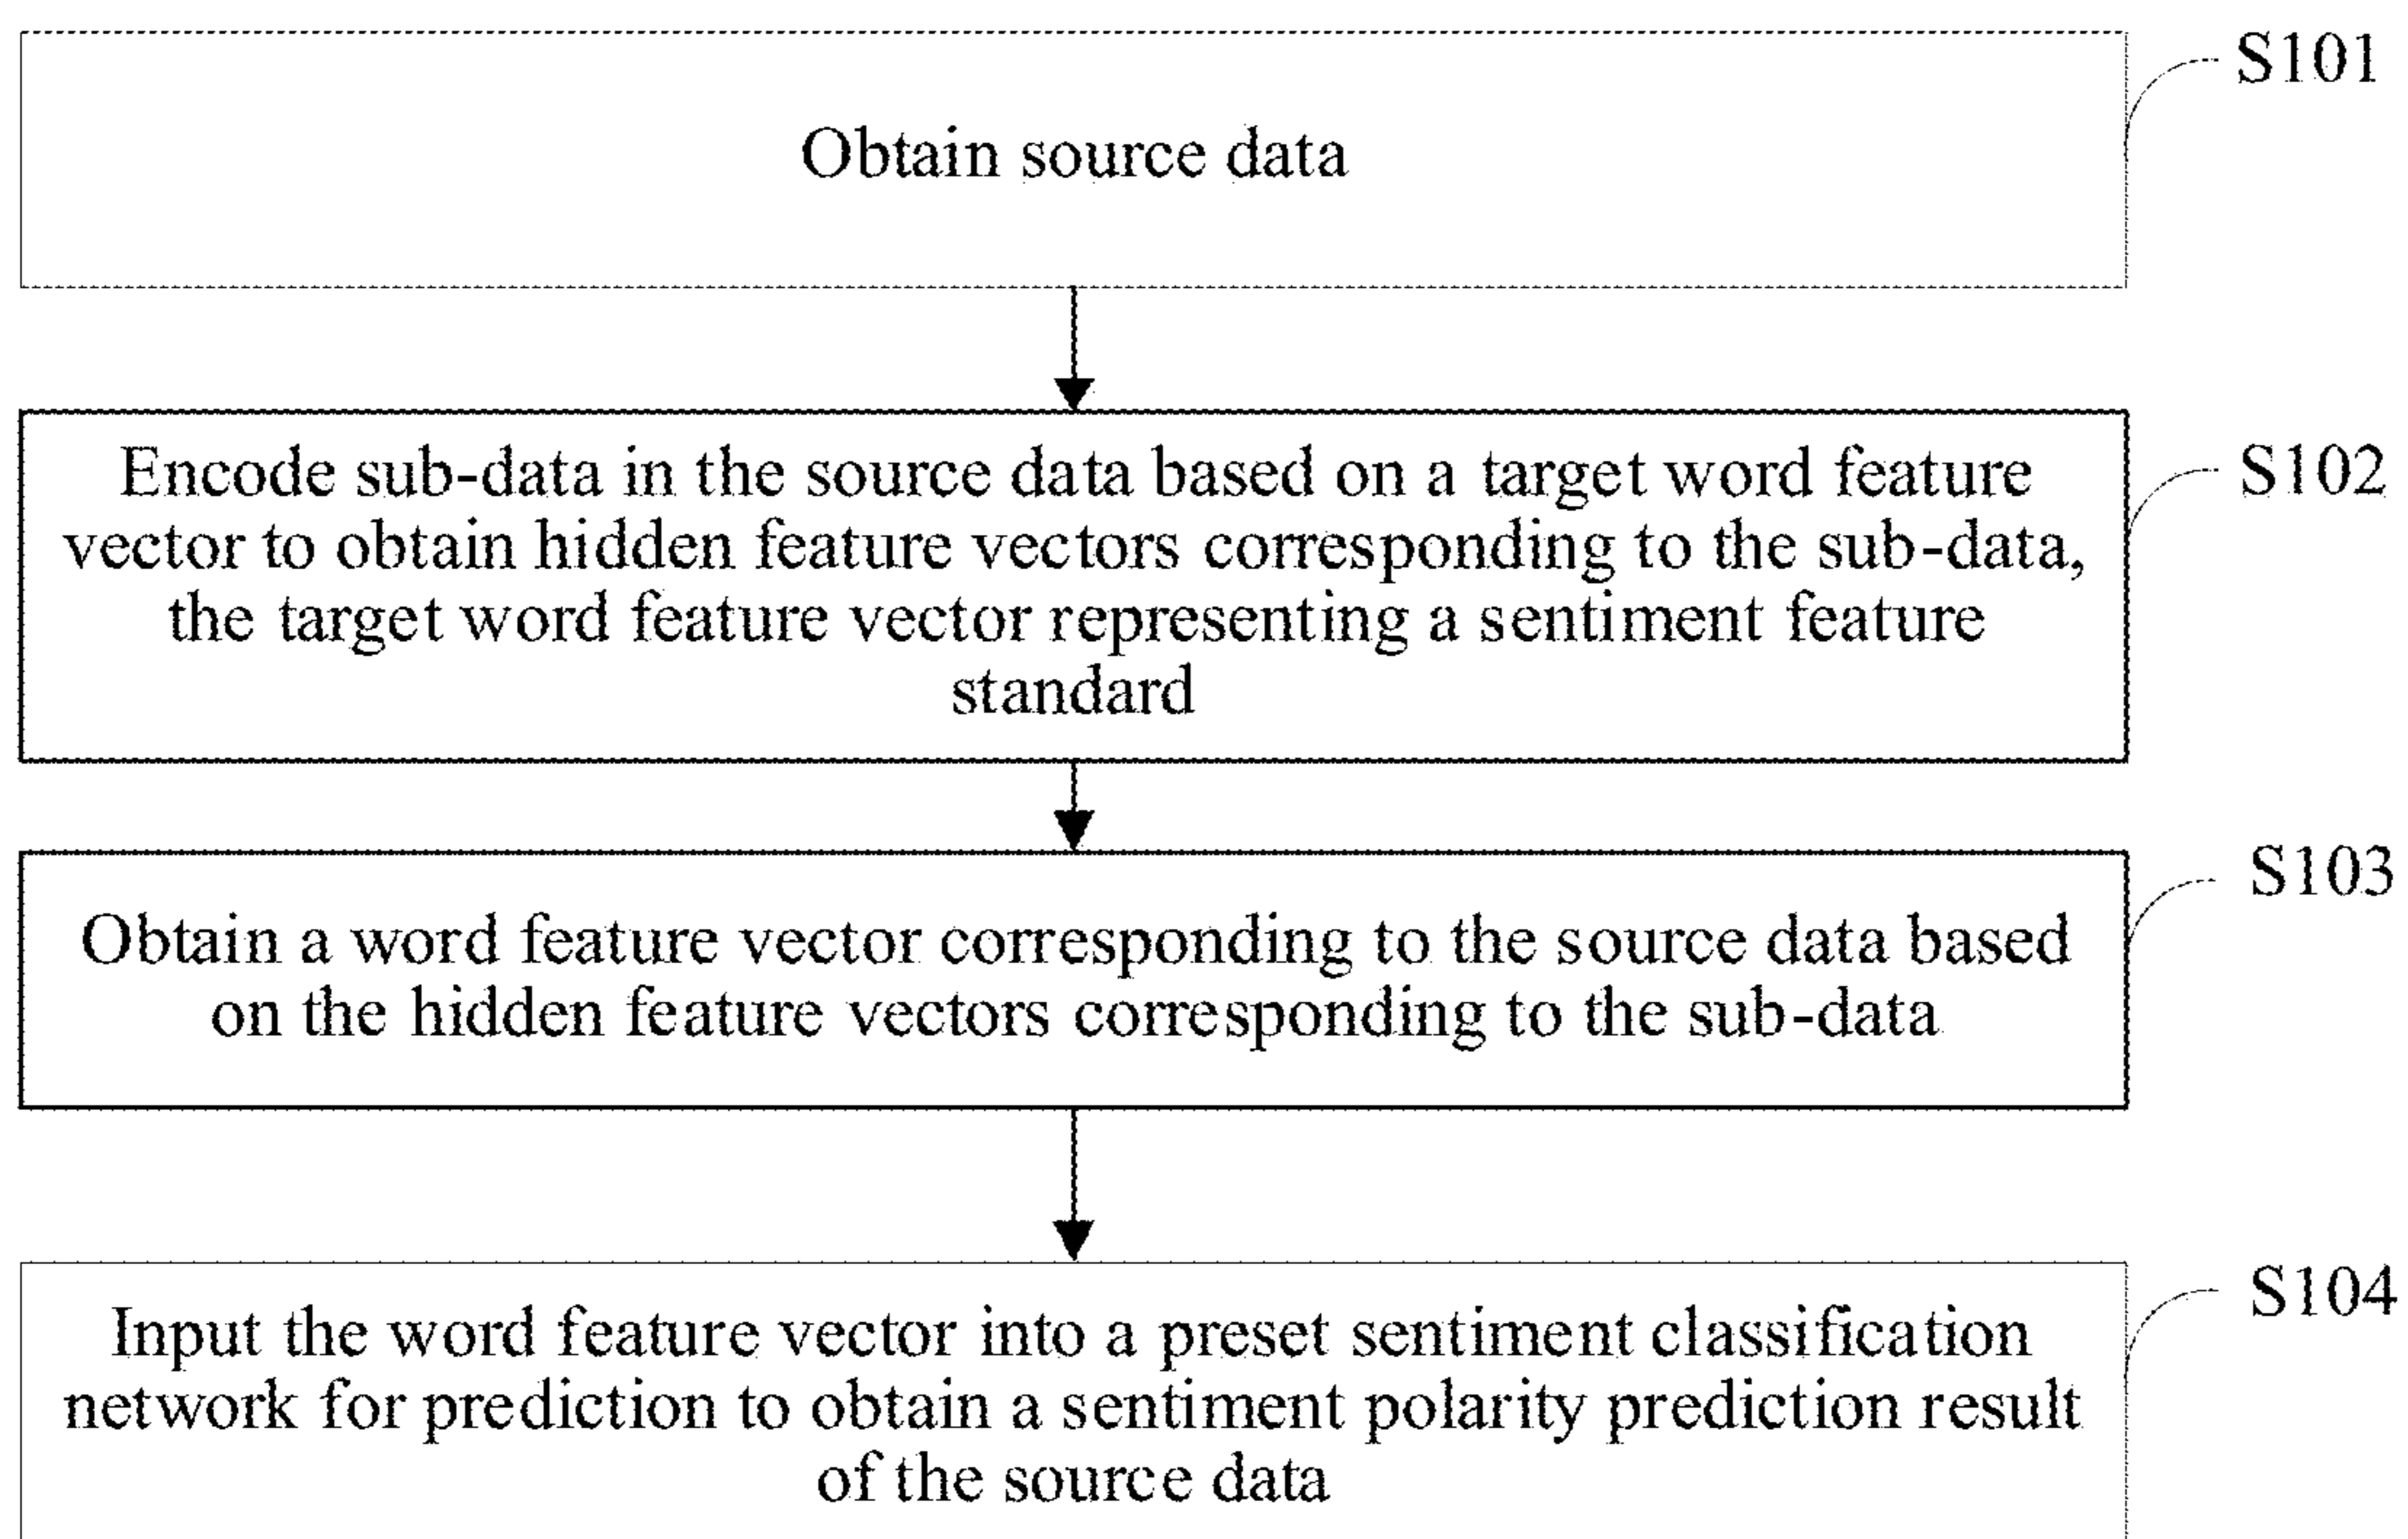 S101
Obtain source data
S102
Encode sub-data in the source data based on a target word feature
vector to obtain hidden feature vectors corresponding to the sub-data,
the target word feature vector representing a sentiment feature
standard
S103
Obtain a word feature vector corresponding to the source data based
on the hidden feature vectors corresponding to the sub-data
S104
Input the word feature vector into a preset sentiment classification
network for prediction to obtain a sentiment polarity prediction result
of the source data